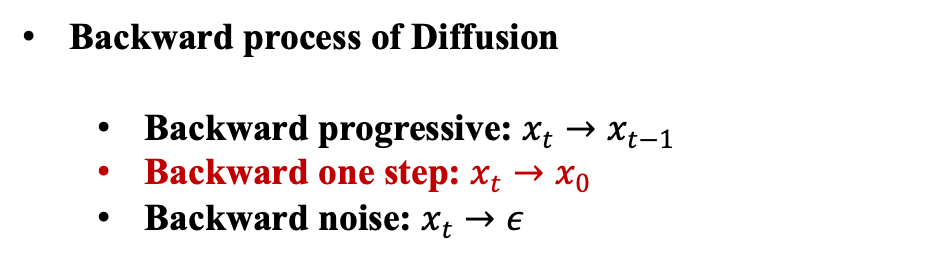 • Backward process of Diffusion
• Backward progressive: xₜ → xₜ₋₁
• Backward one step: xₜ → x₀
• Backward noise: xₜ → ϵ